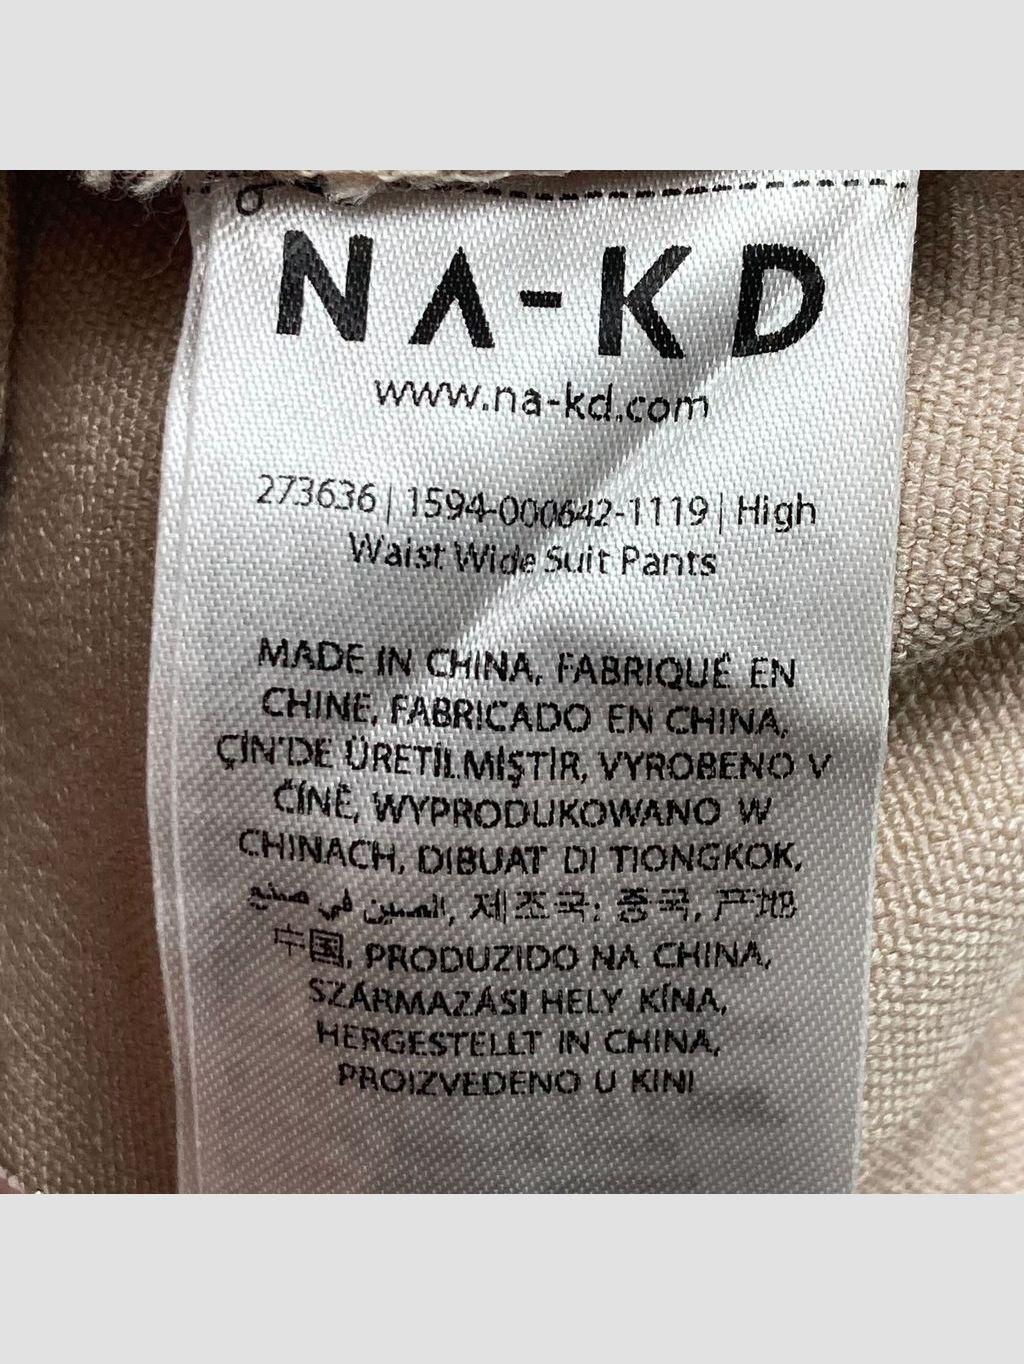 NA-KD
www.na-kd.com
273636 | 1594-000642-1119 | High
Waist Wide Suit Pants
MADE IN CHINA, FABRIQUÉ EN
CHINE, FABRICADO EN CHINA,
ÇİN'DE ÜRETİLMİŞTİR, VYROBENO V
ČÍNĚ, WYPRODUKOWANO W
CHINACH, DIBUAT DI TIONGKOK,
صنع في الصين, 제조국: 중국, 产地
中国, PRODUZIDO NA CHINA,
SZÁRMAZÁSI HELY KÍNA,
HERGESTELLT IN CHINA,
PROIZVEDENO U KINI